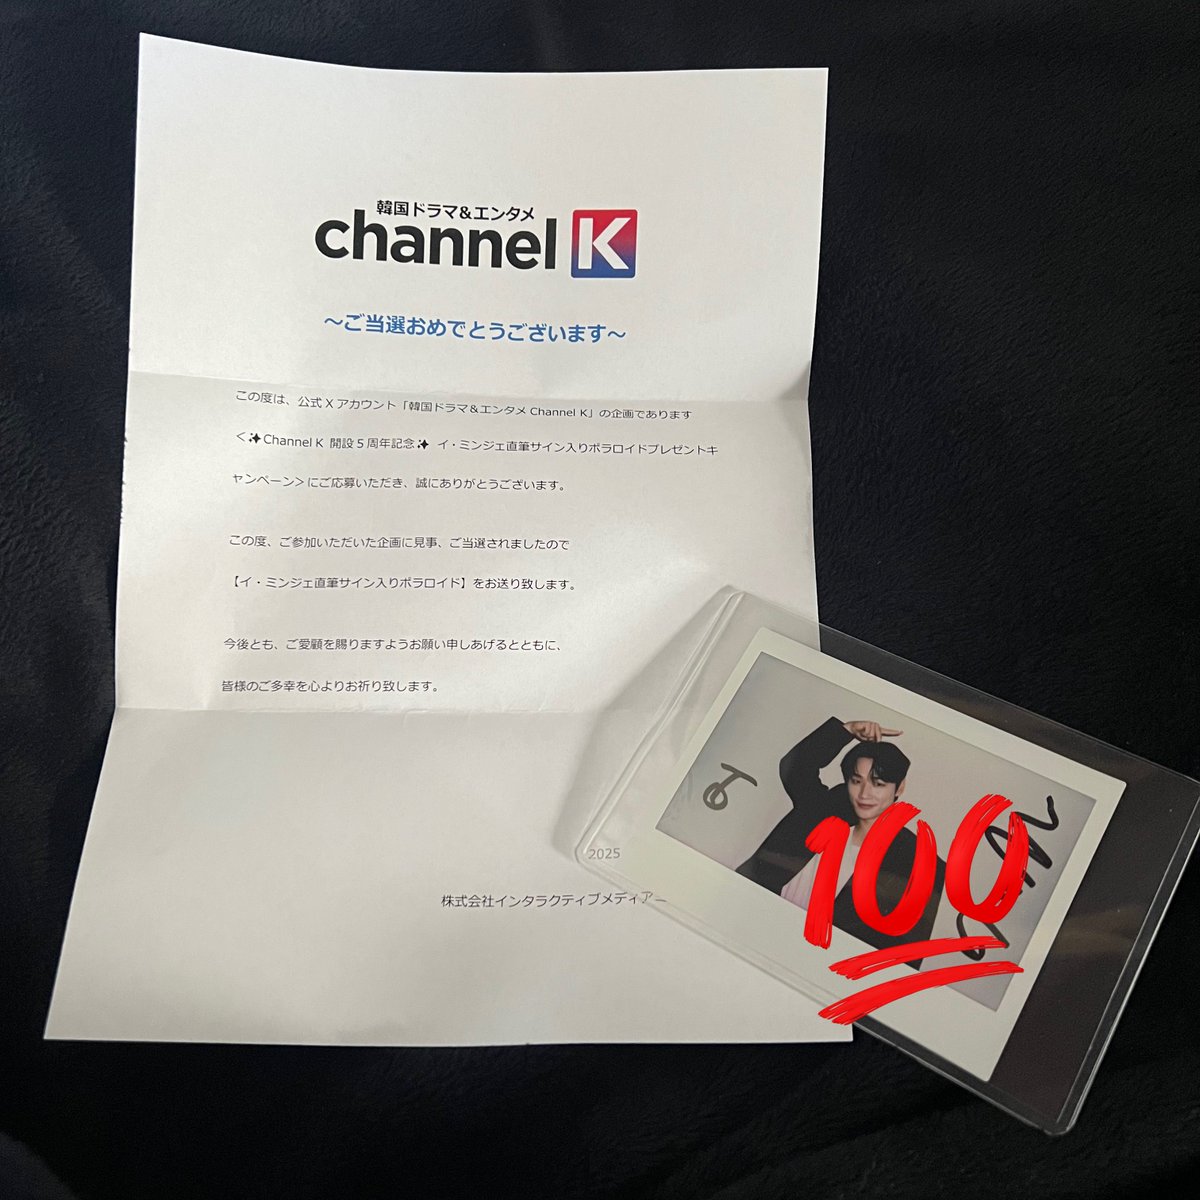 韓国ドラマ&エンタメ
channel K
～ご当選おめでとうございます～
この度は、公式 X アカウント「韓国ドラマ＆エンタメ Channel K」の企画であります
＜✨Channel K 開設 5 周年記念✨ イ・ミンジェ直筆サイン入りポラロイドプレゼントキ
ャンペーン＞にご応募いただき、誠にありがとうございます。
この度、ご参加いただいた企画に見事、ご当選されましたので
【イ・ミンジェ直筆サイン入りポラロイド】をお送り致します。
今後とも、ご愛顧を賜りますようお願い申しあげるとともに、
皆様のご多幸を心よりお祈り致します。
2025
株式会社インタラクティブメディアミ
100